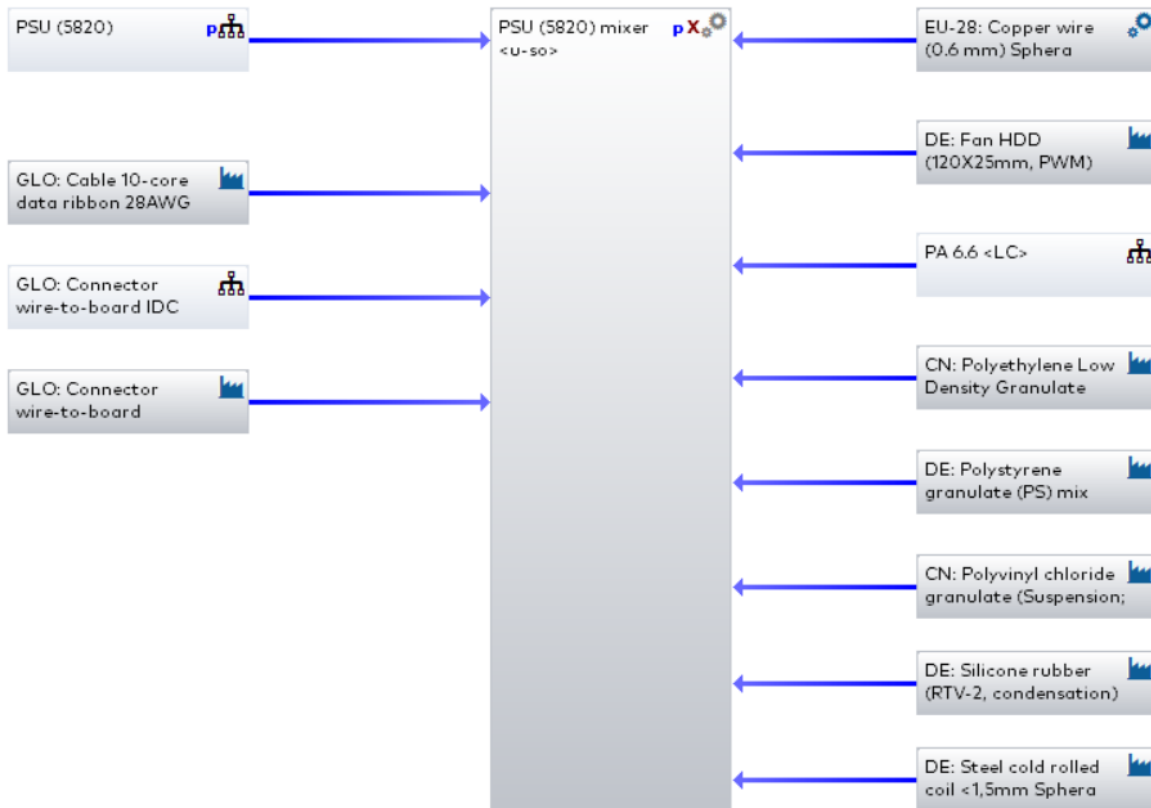 PSU (5820)
p
GLO: Cable 10-core
data ribbon 28AWG
GLO: Connector
wire-to-board IDC
GLO: Connector
wire-to-board
PSU (5820) mixer
<u-so>
p X
EU-28: Copper wire
(0.6 mm) Sphera
DE: Fan HDD
(120X25mm, PWM)
PA 6.6 <LC>
CN: Polyethylene Low
Density Granulate
DE: Polystyrene
granulate (PS) mix
CN: Polyvinyl chloride
granulate (Suspension;
DE: Silicone rubber
(RTV-2, condensation)
DE: Steel cold rolled
coil <1,5mm Sphera